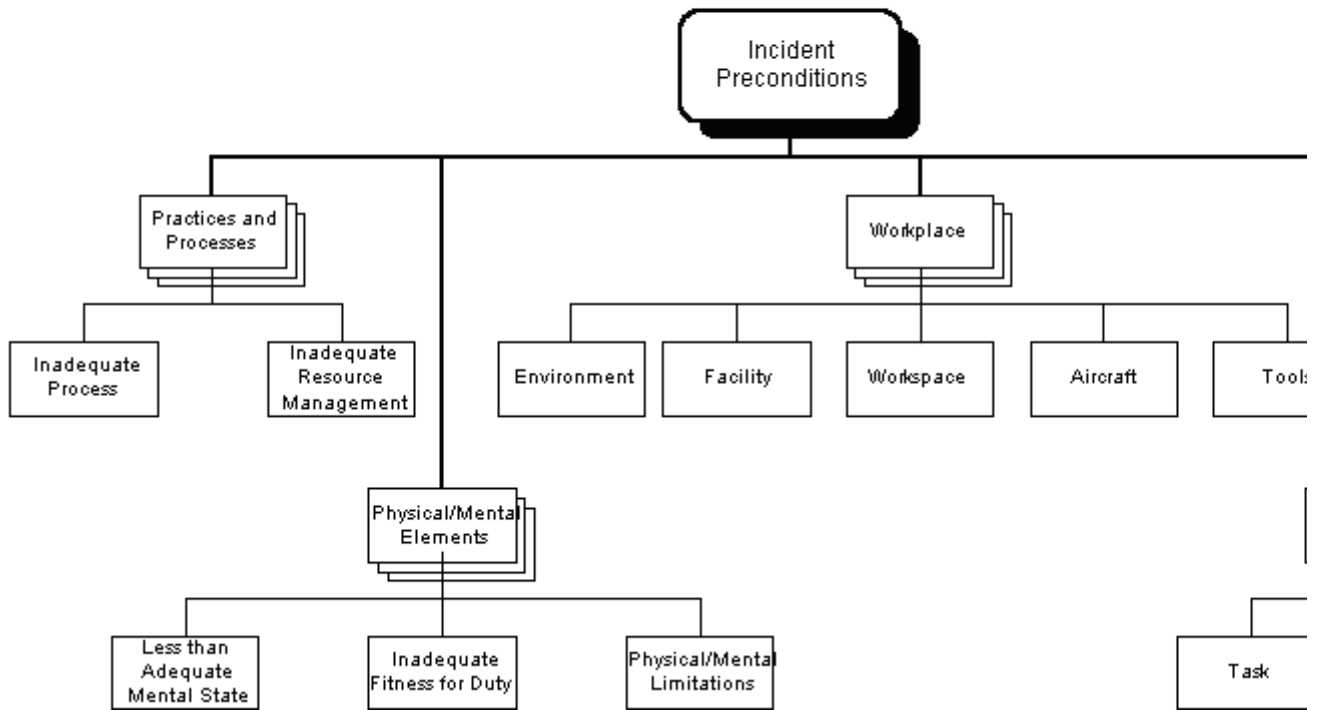 Incident
Preconditions
Practices and
Processes
Workplace
Inadequate
Process
Inadequate
Resource
Management
Environment
Facility
Workspace
Aircraft
Tools
Physical/Mental
Elements
Less than
Adequate
Mental State
Inadequate
Fitness for Duty
Physical/Mental
Limitations
Task